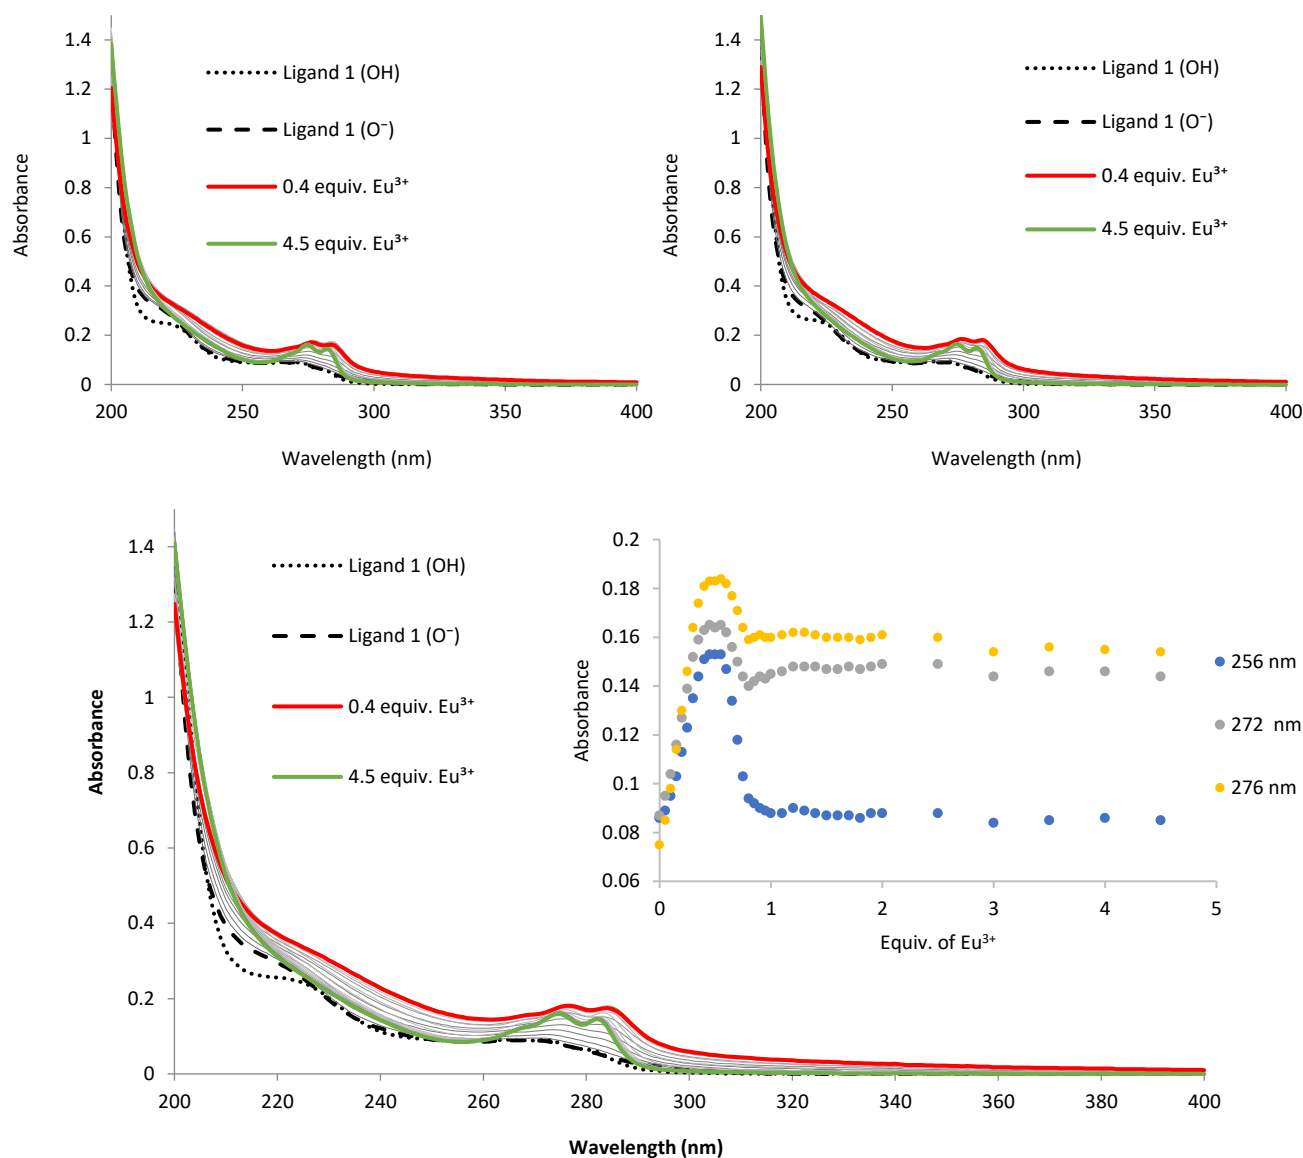 1.4
1.2
1
0.8
0.6
0.4
0.2
0
200
250
300
350
400
Absorbance
Wavelength (nm)
Ligand 1 (OH)
Ligand 1 (O⁻)
0.4 equiv. Eu³⁺
4.5 equiv. Eu³⁺
1.4
1.2
1
0.8
0.6
0.4
0.2
0
200
250
300
350
400
Absorbance
Wavelength (nm)
Ligand 1 (OH)
Ligand 1 (O⁻)
0.4 equiv. Eu³⁺
4.5 equiv. Eu³⁺
1.4
1.2
1
0.8
0.6
0.4
0.2
0
200
220
240
260
280
300
320
340
360
380
400
Absorbance
Wavelength (nm)
Ligand 1 (OH)
Ligand 1 (O⁻)
0.4 equiv. Eu³⁺
4.5 equiv. Eu³⁺
0.2
0.18
0.16
0.14
0.12
0.1
0.08
0.06
0
1
2
3
4
5
Absorbance
Equiv. of Eu³⁺
256 nm
272 nm
276 nm